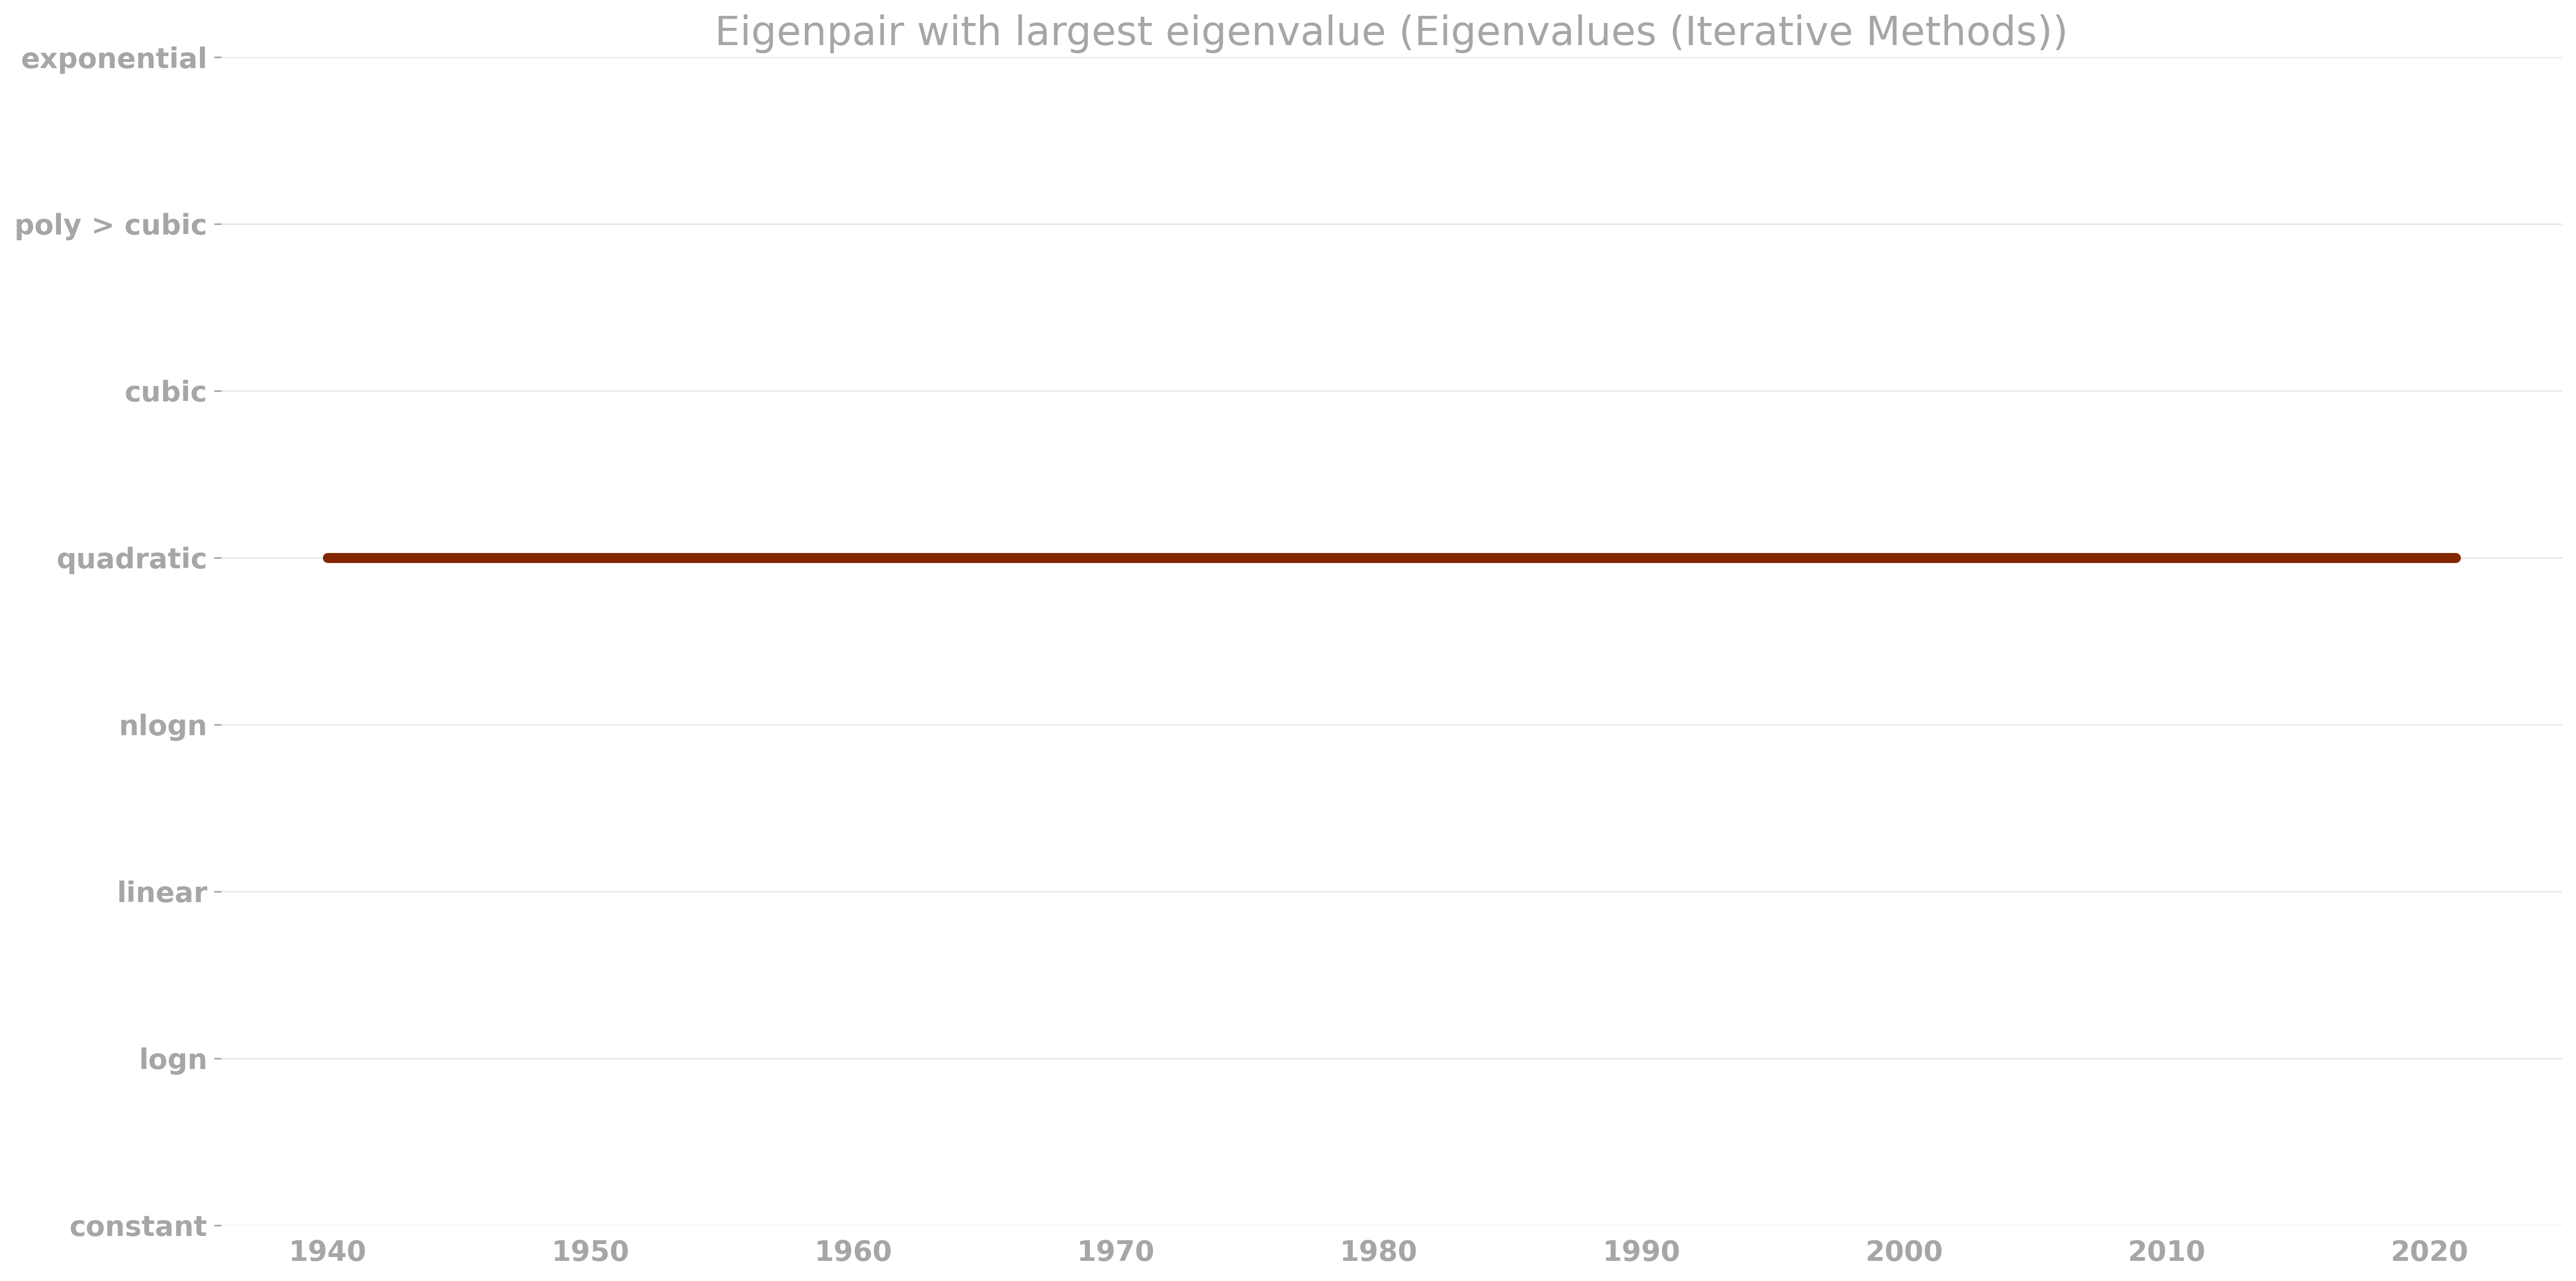 Eigenpair with largest eigenvalue (Eigenvalues (Iterative Methods))
exponential
poly > cubic
cubic
quadratic
nlogn
linear
logn
constant
1940 1950 1960 1970 1980 1990 2000 2010 2020